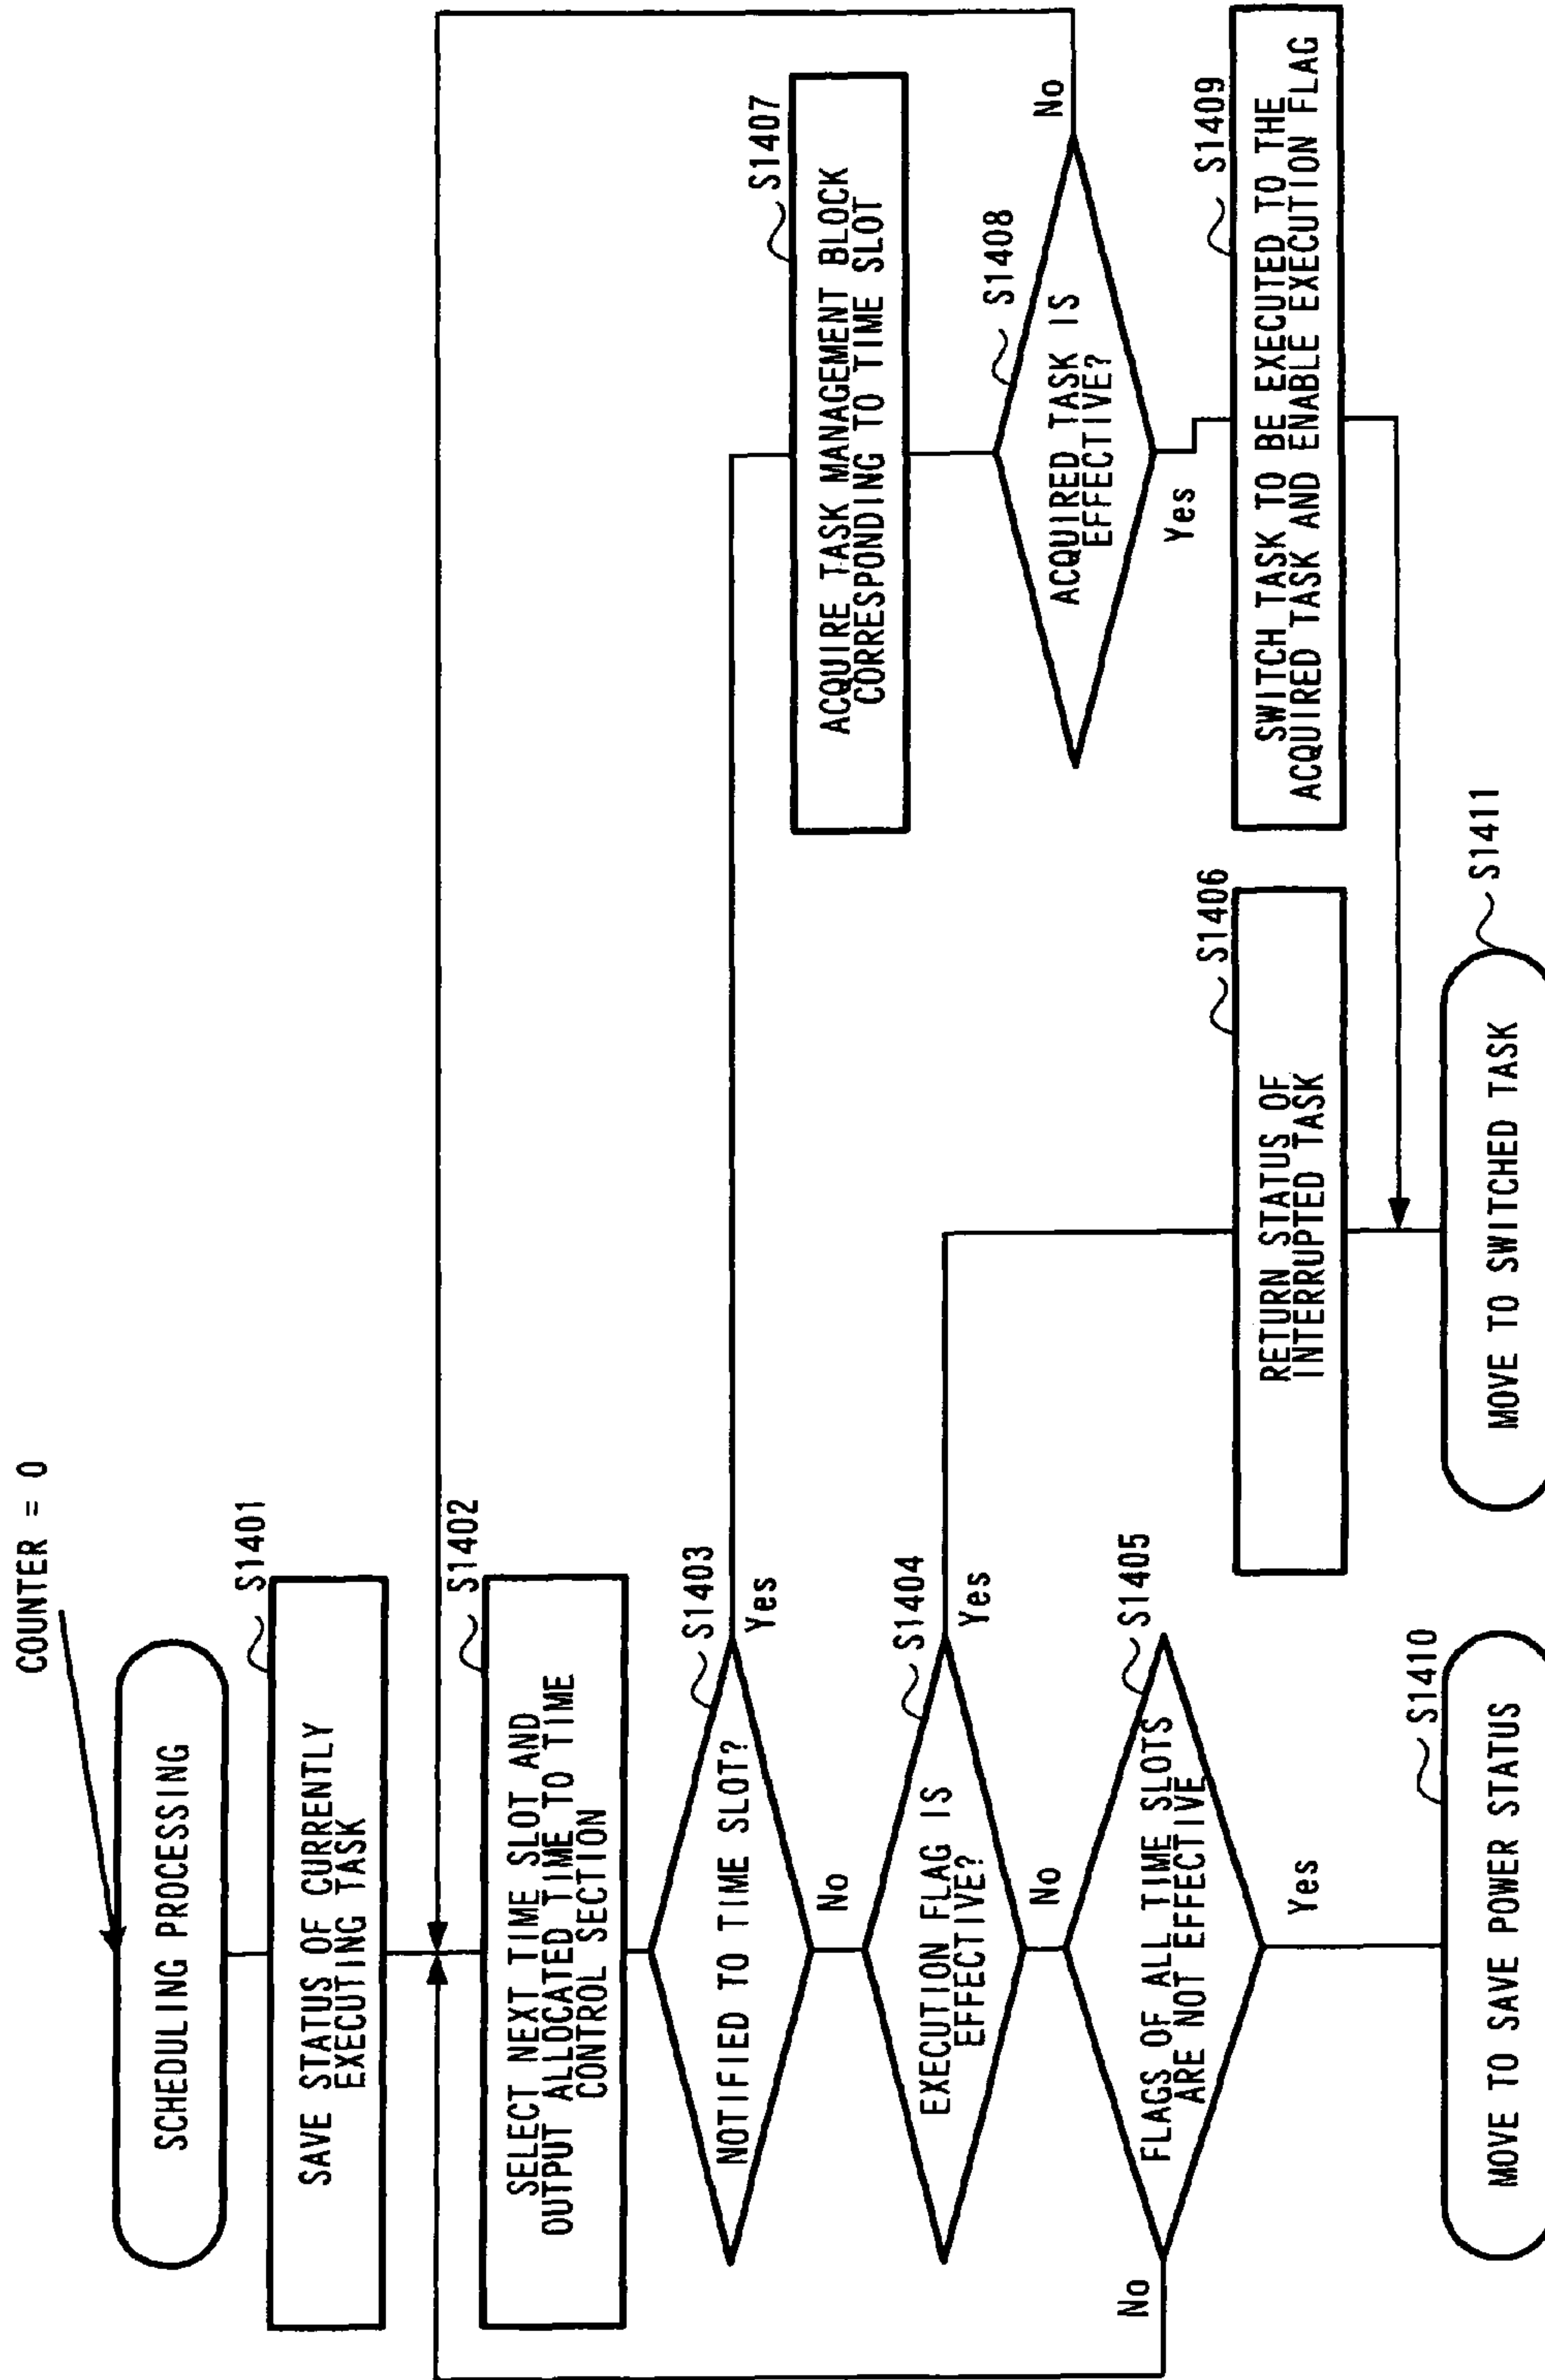 COUNTER = 0
SCHEDULING PROCESSING
S1401
SAVE STATUS OF CURRENTLY
EXECUTING TASK
S1402
SELECT NEXT TIME SLOT AND
OUTPUT ALLOCATED TIME TO TIME
CONTROL SECTION
S1403
NOTIFIED TO TIME SLOT?
Yes
No
S1404
EXECUTION FLAG IS
EFFECTIVE?
Yes
No
S1405
FLAGS OF ALL TIME SLOTS
ARE NOT EFFECTIVE
No
Yes
S1410
MOVE TO SAVE POWER STATUS
S1406
RETURN STATUS OF
INTERRUPTED TASK
S1407
ACQUIRE TASK MANAGEMENT BLOCK
CORRESPONDING TO TIME SLOT
S1408
ACQUIRED TASK IS
EFFECTIVE?
No
Yes
S1409
SWITCH TASK TO BE EXECUTED TO THE
ACQUIRED TASK AND ENABLE EXECUTION FLAG
S1411
MOVE TO SWITCHED TASK